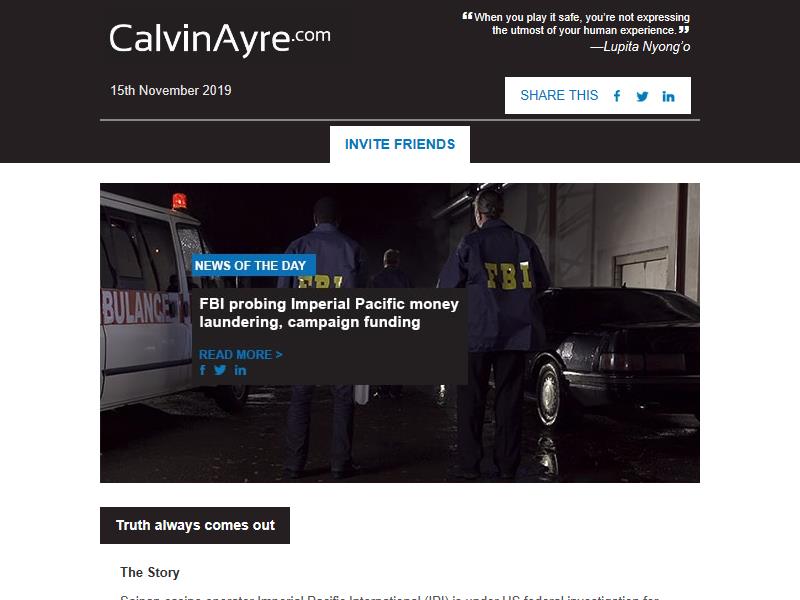 CalvinAyre.com
❝When you play it safe, you're not expressing
the utmost of your human experience.❞
—Lupita Nyong'o
15th November 2019
SHARE THIS
INVITE FRIENDS
BULANCE
NEWS OF THE DAY
FBI
FBI
FBI probing Imperial Pacific money
laundering, campaign funding
READ MORE >
Truth always comes out
The Story
Saipan casino operator Imperial Pacific International (IPI) is under US federal investigation for